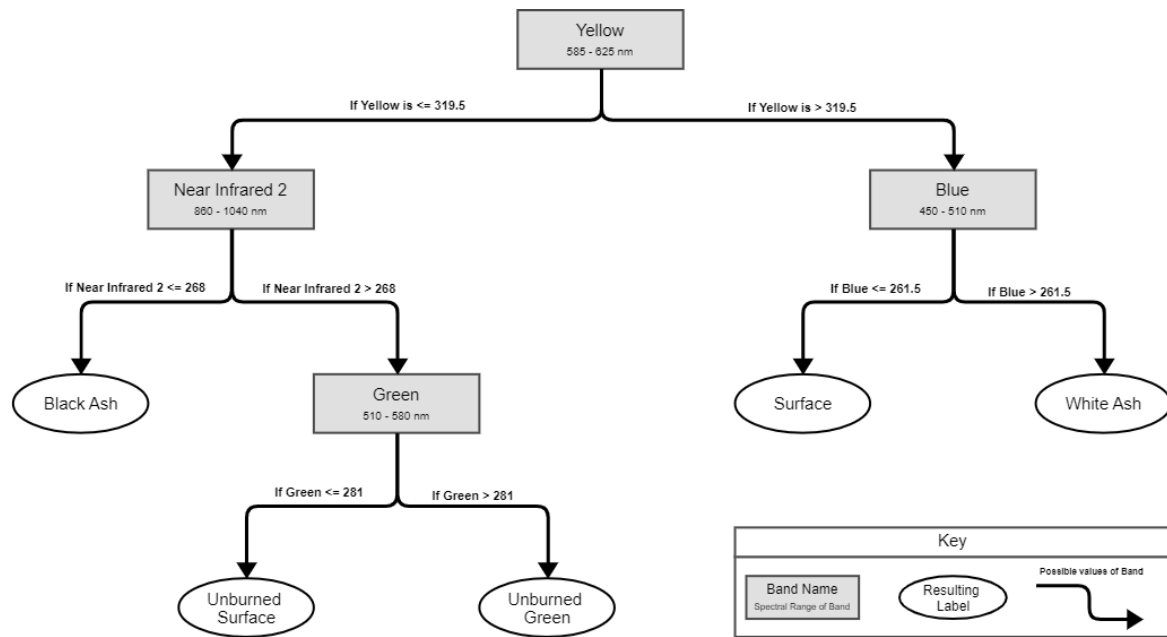 Yellow
585 - 625 nm
If Yellow is <= 319.5
If Yellow is > 319.5
Near Infrared 2
860 - 1040 nm
Blue
450 - 510 nm
If Near Infrared 2 <= 268
If Near Infrared 2 > 268
If Blue <= 261.5
If Blue > 261.5
Black Ash
Green
510 - 580 nm
Surface
White Ash
If Green <= 281
If Green > 281
Unburned
Surface
Unburned
Green
Key
Band Name
Spectral Range of Band
Resulting
Label
Possible values of Band